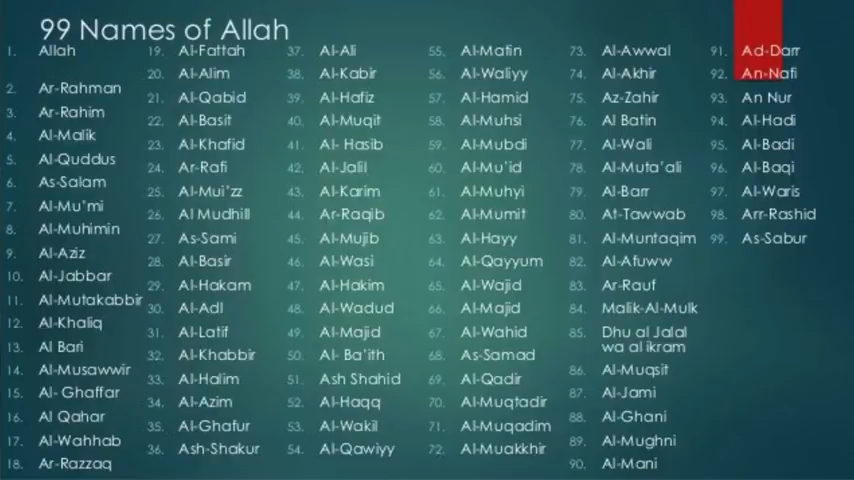 99 Names of Allah
1. Allah
2. Ar-Rahman
3. Ar-Rahim
4. Al-Malik
5. Al-Quddus
6. As-Salam
7. Al-Mu'mi
8. Al-Muhimin
9. Al-Aziz
10. Al-Jabbar
11. Al-Mutakabbir
12. Al-Khaliq
13. Al Bari
14. Al-Musawwir
15. Al- Ghaffar
16. Al Qahar
17. Al-Wahhab
18. Ar-Razzaq
19. Al-Fattah
20. Al-Alim
21. Al-Qabid
22. Al-Basit
23. Al-Khafid
24. Ar-Rafi
25. Al-Mui'zz
26. Al Mudhill
27. As-Sami
28. Al-Basir
29. Al-Hakam
30. Al-Adl
31. Al-Latif
32. Al-Khabbir
33. Al-Halim
34. Al-Azim
35. Al-Ghafur
36. Ash-Shakur
37. Al-Ali
38. Al-Kabir
39. Al-Hafiz
40. Al-Muqit
41. Al- Hasib
42. Al-Jalil
43. Al-Karim
44. Ar-Raqib
45. Al-Mujib
46. Al-Wasi
47. Al-Hakim
48. Al-Wadud
49. Al-Majid
50. Al- Ba'ith
51. Ash Shahid
52. Al-Haqq
53. Al-Wakil
54. Al-Qawiyy
55. Al-Matin
56. Al-Waliyy
57. Al-Hamid
58. Al-Muhsi
59. Al-Mubdi
60. Al-Mu'id
61. Al-Muhyi
62. Al-Mumit
63. Al-Hayy
64. Al-Qayyum
65. Al-Wajid
66. Al-Majid
67. Al-Wahid
68. As-Samad
69. Al-Qadir
70. Al-Muqtadir
71. Al-Muqadim
72. Al-Muakkhir
73. Al-Awwal
74. Al-Akhir
75. Az-Zahir
76. Al Batin
77. Al-Wali
78. Al-Muta'ali
79. Al-Barr
80. At-Tawwab
81. Al-Muntaqim
82. Al-Afuww
83. Ar-Rauf
84. Malik-Al-Mulk
85. Dhu al Jalal
wa al ikram
86. Al-Muqsit
87. Al-Jami
88. Al-Ghani
89. Al-Mughni
90. Al-Mani
91. Ad-Darr
92. An-Nafi
93. An Nur
94. Al-Hadi
95. Al-Badi
96. Al-Baqi
97. Al-Waris
98. Arr-Rashid
99. As-Sabur